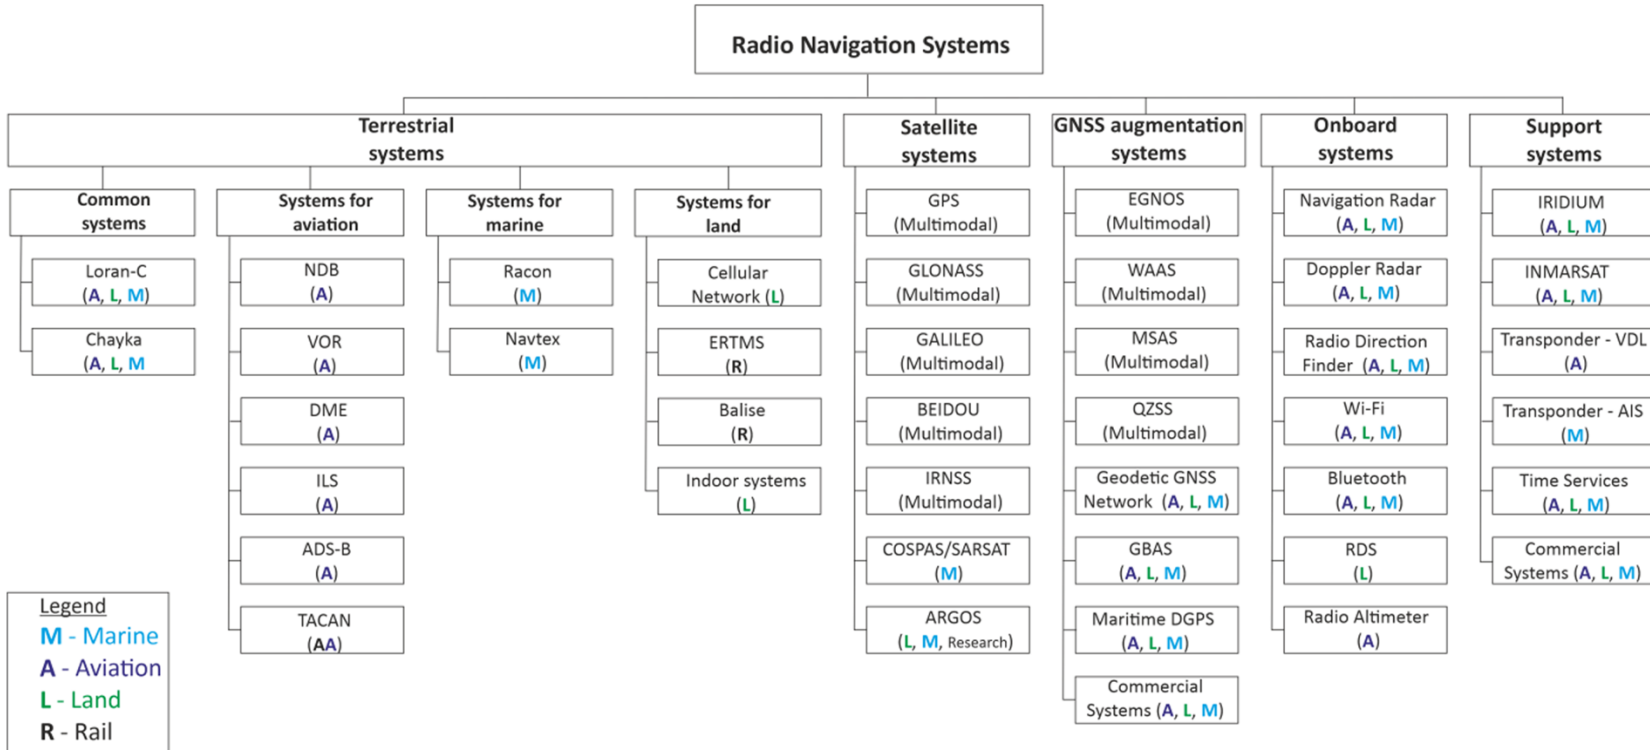 Radio Navigation Systems
Terrestrial
systems
Common
systems
Loran-C
(A, L, M)
Chayka
(A, L, M
Systems for
aviation
NDB
(A)
VOR
(A)
DME
(A)
ILS
(A)
ADS-B
(A)
TACAN
(AA)
Systems for
marine
Racon
(M)
Navtex
(M)
Systems for
land
Cellular
Network (L)
ERTMS
(R)
Balise
(R)
Indoor systems
(L)
Satellite
systems
GPS
(Multimodal)
GLONASS
(Multimodal)
GALILEO
(Multimodal)
BEIDOU
(Multimodal)
IRNSS
(Multimodal)
COSPAS/SARSAT
(M)
ARGOS
(L, M, Research)
GNSS augmentation
systems
EGNOS
(Multimodal)
WAAS
(Multimodal)
MSAS
(Multimodal)
QZSS
(Multimodal)
Geodetic GNSS
Network (A, L, M)
GBAS
(A, L, M)
Maritime DGPS
(A, L, M)
Commercial
Systems (A, L, M)
Onboard
systems
Navigation Radar
(A, L, M)
Doppler Radar
(A, L, M)
Radio Direction
Finder (A, L, M)
Wi-Fi
(A, L, M)
Bluetooth
(A, L, M)
RDS
(L)
Radio Altimeter
(A)
Support
systems
IRIDIUM
(A, L, M)
INMARSAT
(A, L, M)
Transponder - VDL
(A)
Transponder - AIS
(M)
Time Services
(A, L, M)
Commercial
Systems (A, L, M)
Legend
M - Marine
A - Aviation
L - Land
R - Rail